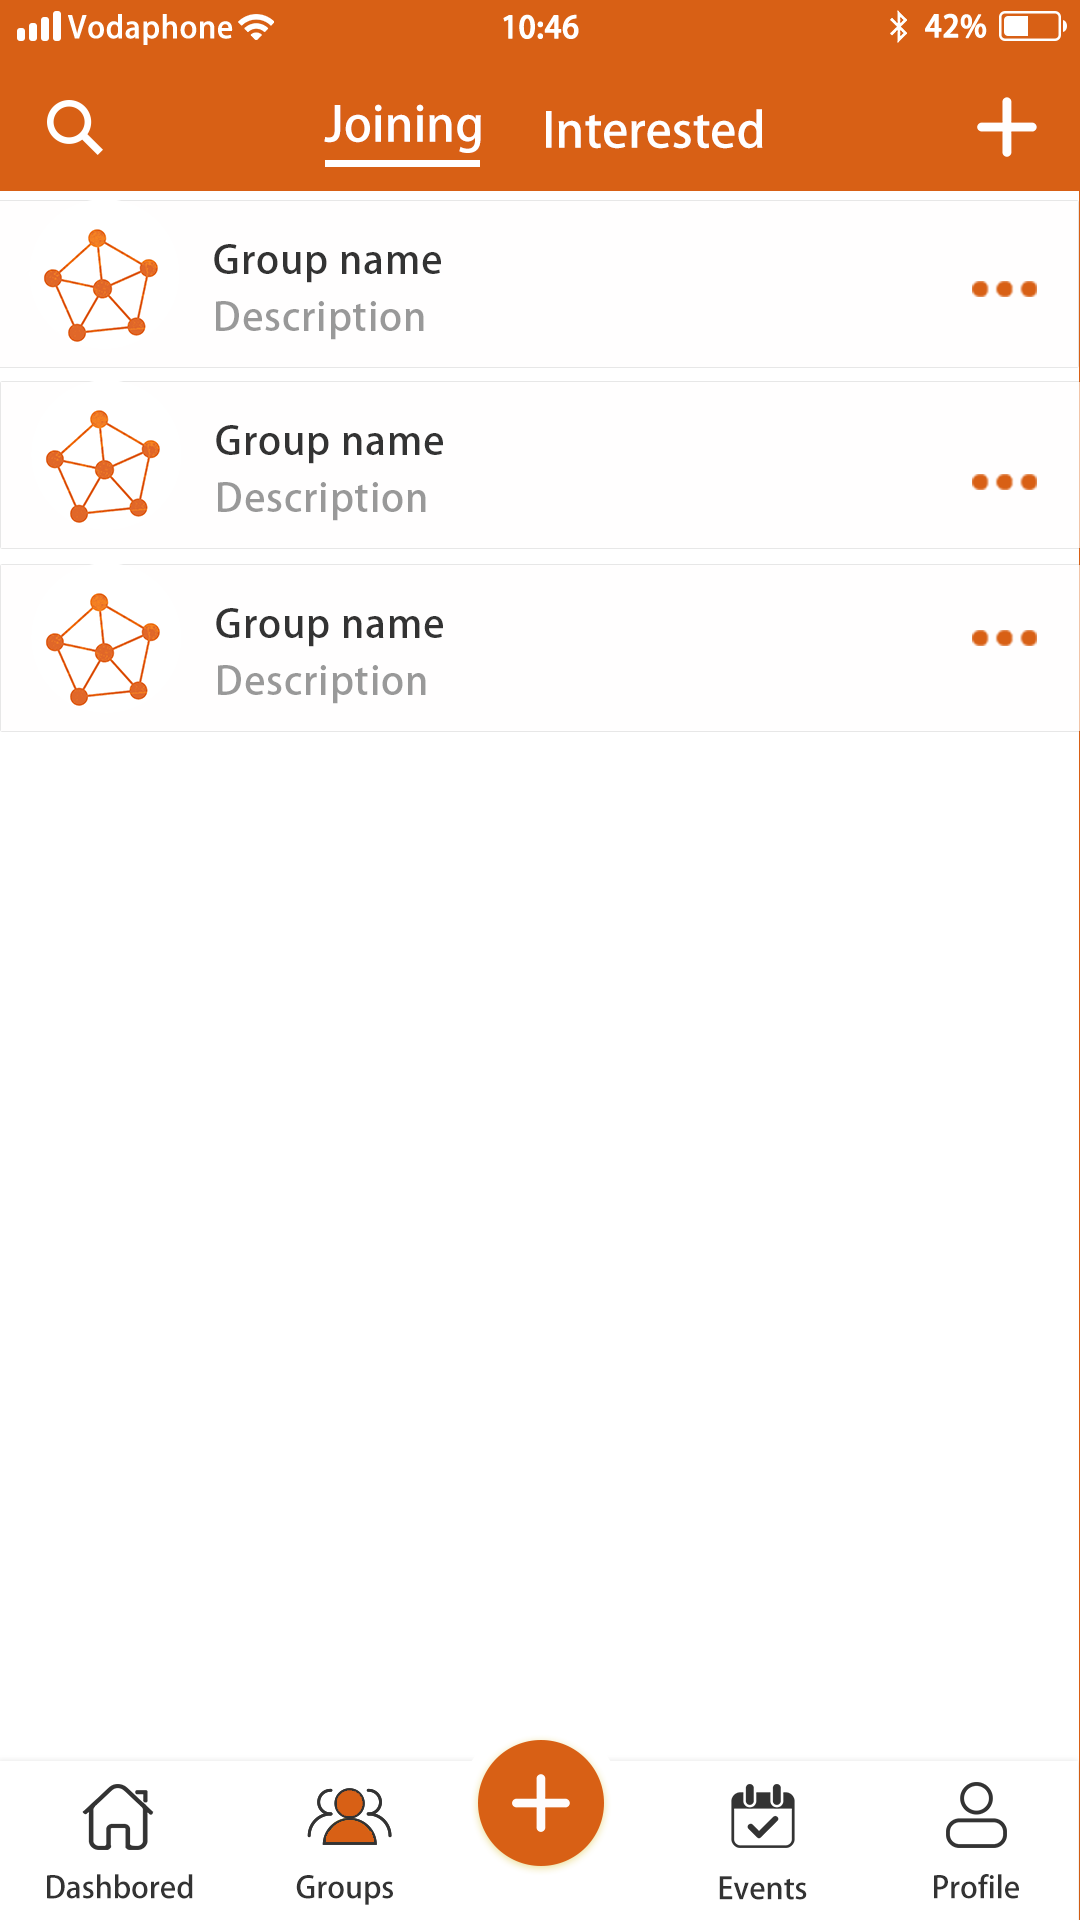 Vodaphone 10:46 42%
Joining Interested
Group name
Description
Group name
Description
Group name
Description
Dashbored Groups Events Profile